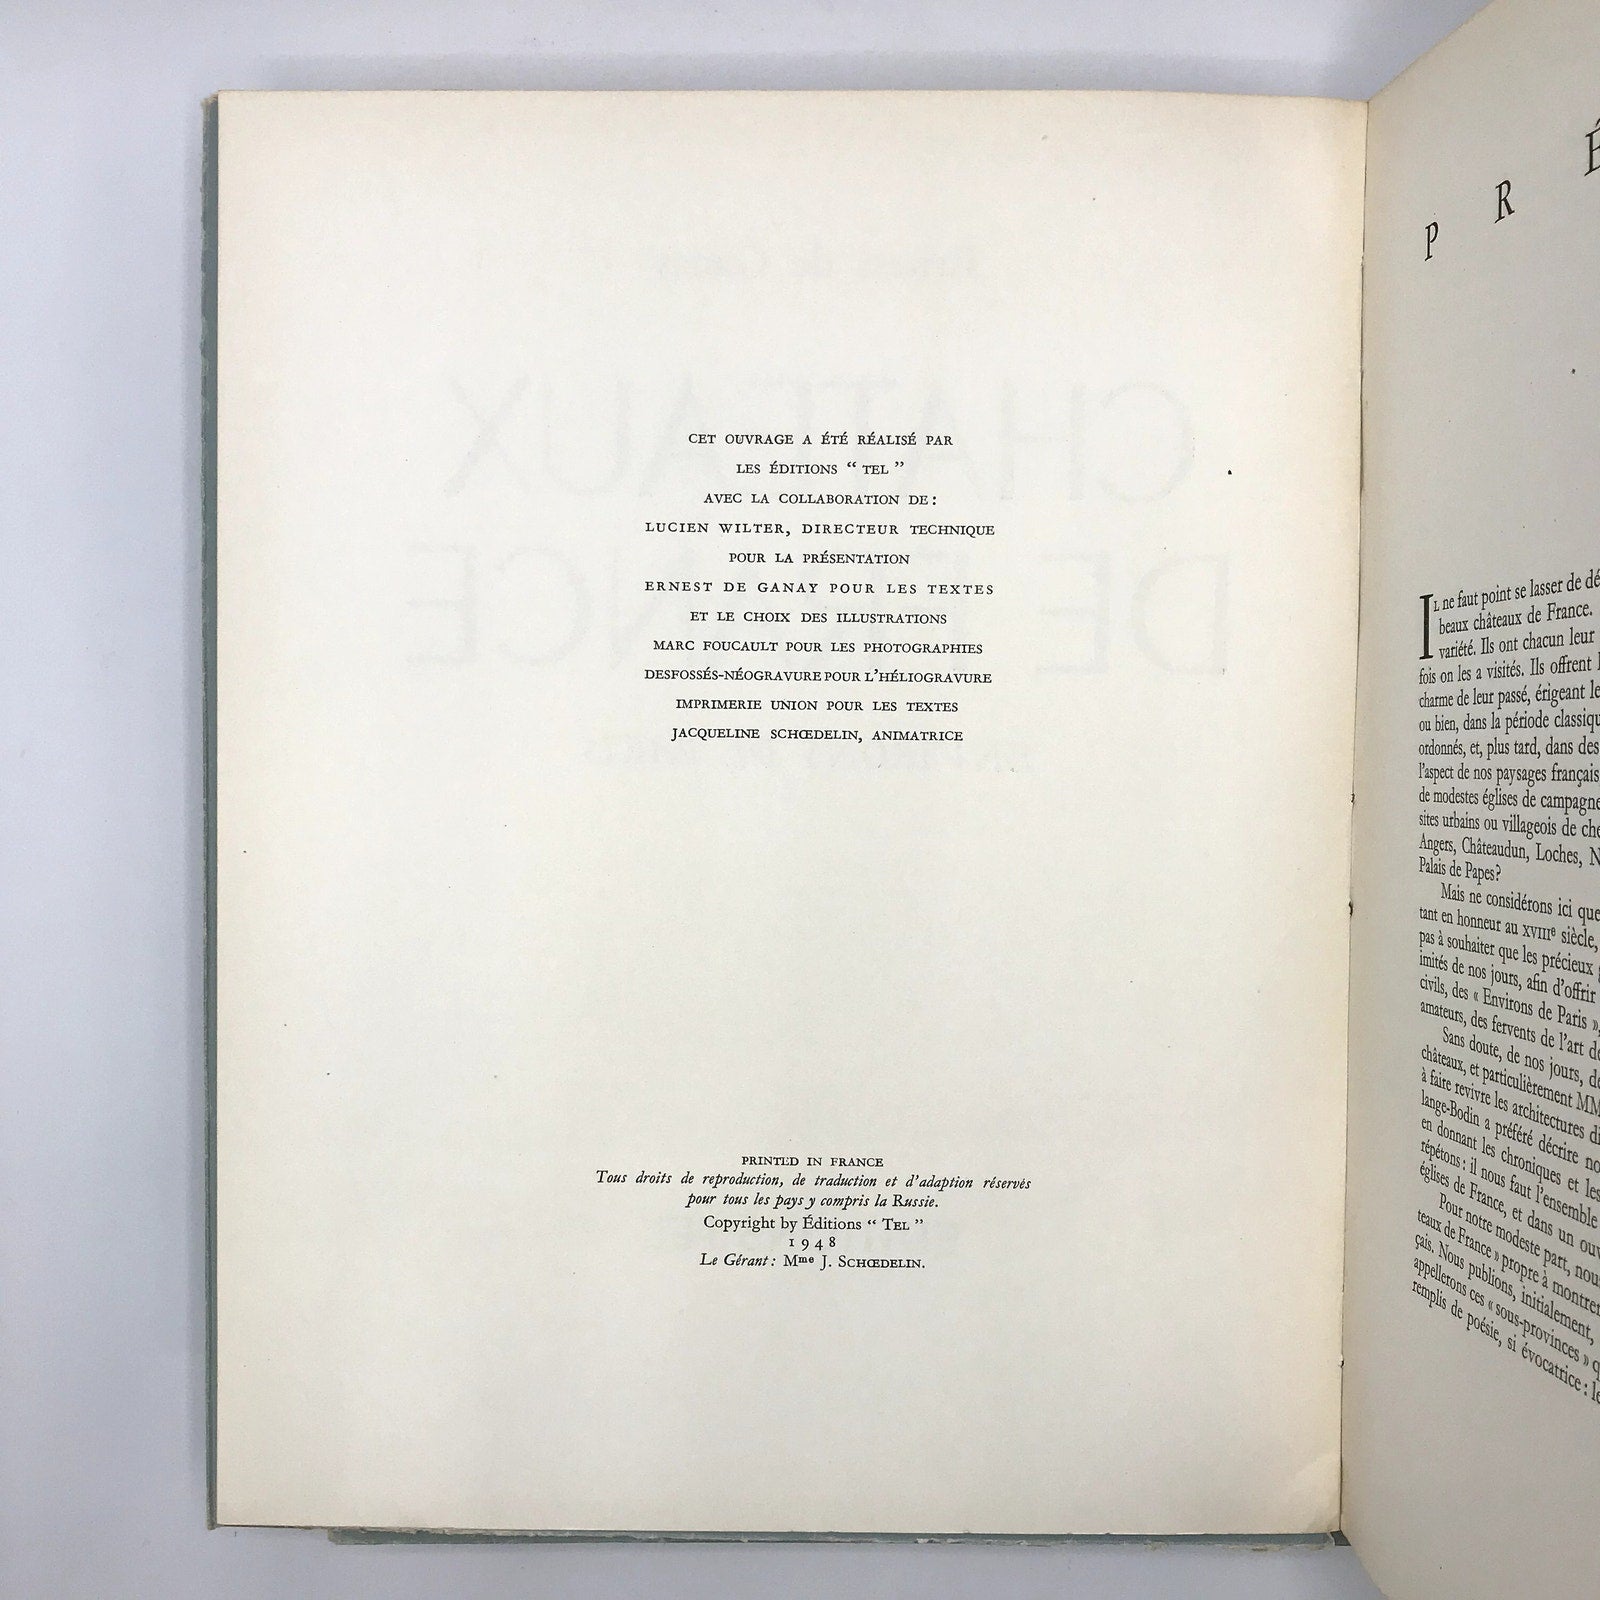 CET OUVRAGE A ÉTÉ RÉALISÉ PAR
LES ÉDITIONS “ TEL ”
AVEC LA COLLABORATION DE :
LUCIEN WILTER, DIRECTEUR TECHNIQUE
POUR LA PRÉSENTATION
ERNEST DE GANAY POUR LES TEXTES
ET LE CHOIX DES ILLUSTRATIONS
MARC FOUCAULT POUR LES PHOTOGRAPHIES
DESFOSSÉS-NÉOGRAVURE POUR L'HÉLIOGRAVURE
IMPRIMERIE UNION POUR LES TEXTES
JACQUELINE SCHŒDELIN, ANIMATRICE
PRINTED IN FRANCE
Tous droits de reproduction, de traduction et d'adaption réservés
pour tous les pays y compris la Russie.
Copyright by Éditions “ TEL ”
1948
Le Gérant : Mme J. SCHŒDELIN.
P R É
IL ne faut point se lasser de dé
beaux châteaux de France.
variété. Ils ont chacun leur
fois on les a visités. Ils offrent
charme de leur passé, érigeant le
ou bien, dans la période classiqu
ordonnés, et, plus tard, dans des
l'aspect de nos paysages français
de modestes églises de campagne
sites urbains ou villageois de che
Angers, Châteaudun, Loches, N
Palais de Papes?
Mais ne considérons ici que
tant en honneur au XVIIIe siècle,
pas à souhaiter que les précieux
imités de nos jours, afin d'offrir
civils, des « Environs de Paris »,
amateurs, des fervents de l'art d
Sans doute, de nos jours, de
châteaux, et particulièrement MM
à faire revivre les architectures di
lange-Bodin a préféré décrire no
en donnant les chroniques et les
répétons : il nous faut l'ensemble
églises de France, et dans un ouv
Pour notre modeste part, nous
teaux de France » propre à montrer
çais. Nous publions, initialement,
appellerons ces « sous-provinces » q
remplis de poésie, si évocatrice : le